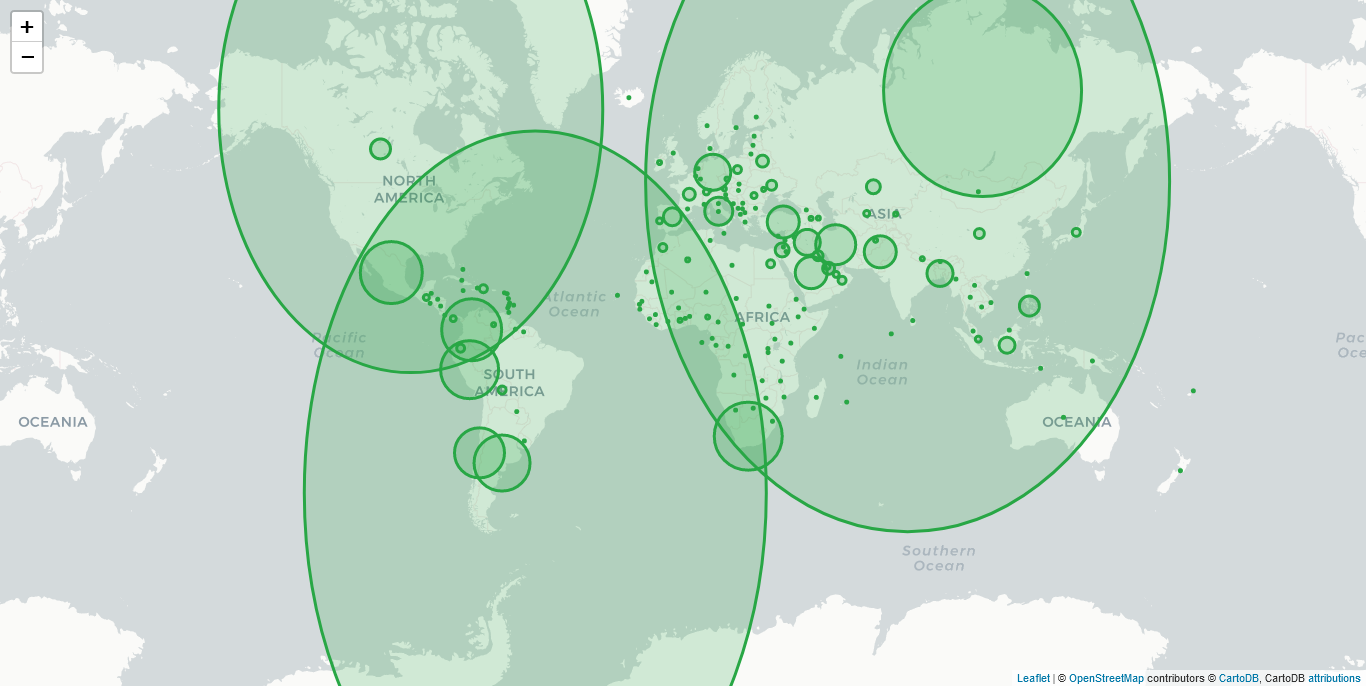 +
−
NORTH
AMERICA
ASIA
Atlantic
Ocean
AFRICA
Pacific
Ocean
Pac
Oce
Indian
Ocean
SOUTH
AMERICA
OCEANIA
OCEANIA
Southern
Ocean
Leaflet | © OpenStreetMap contributors © CartoDB, CartoDB attributions